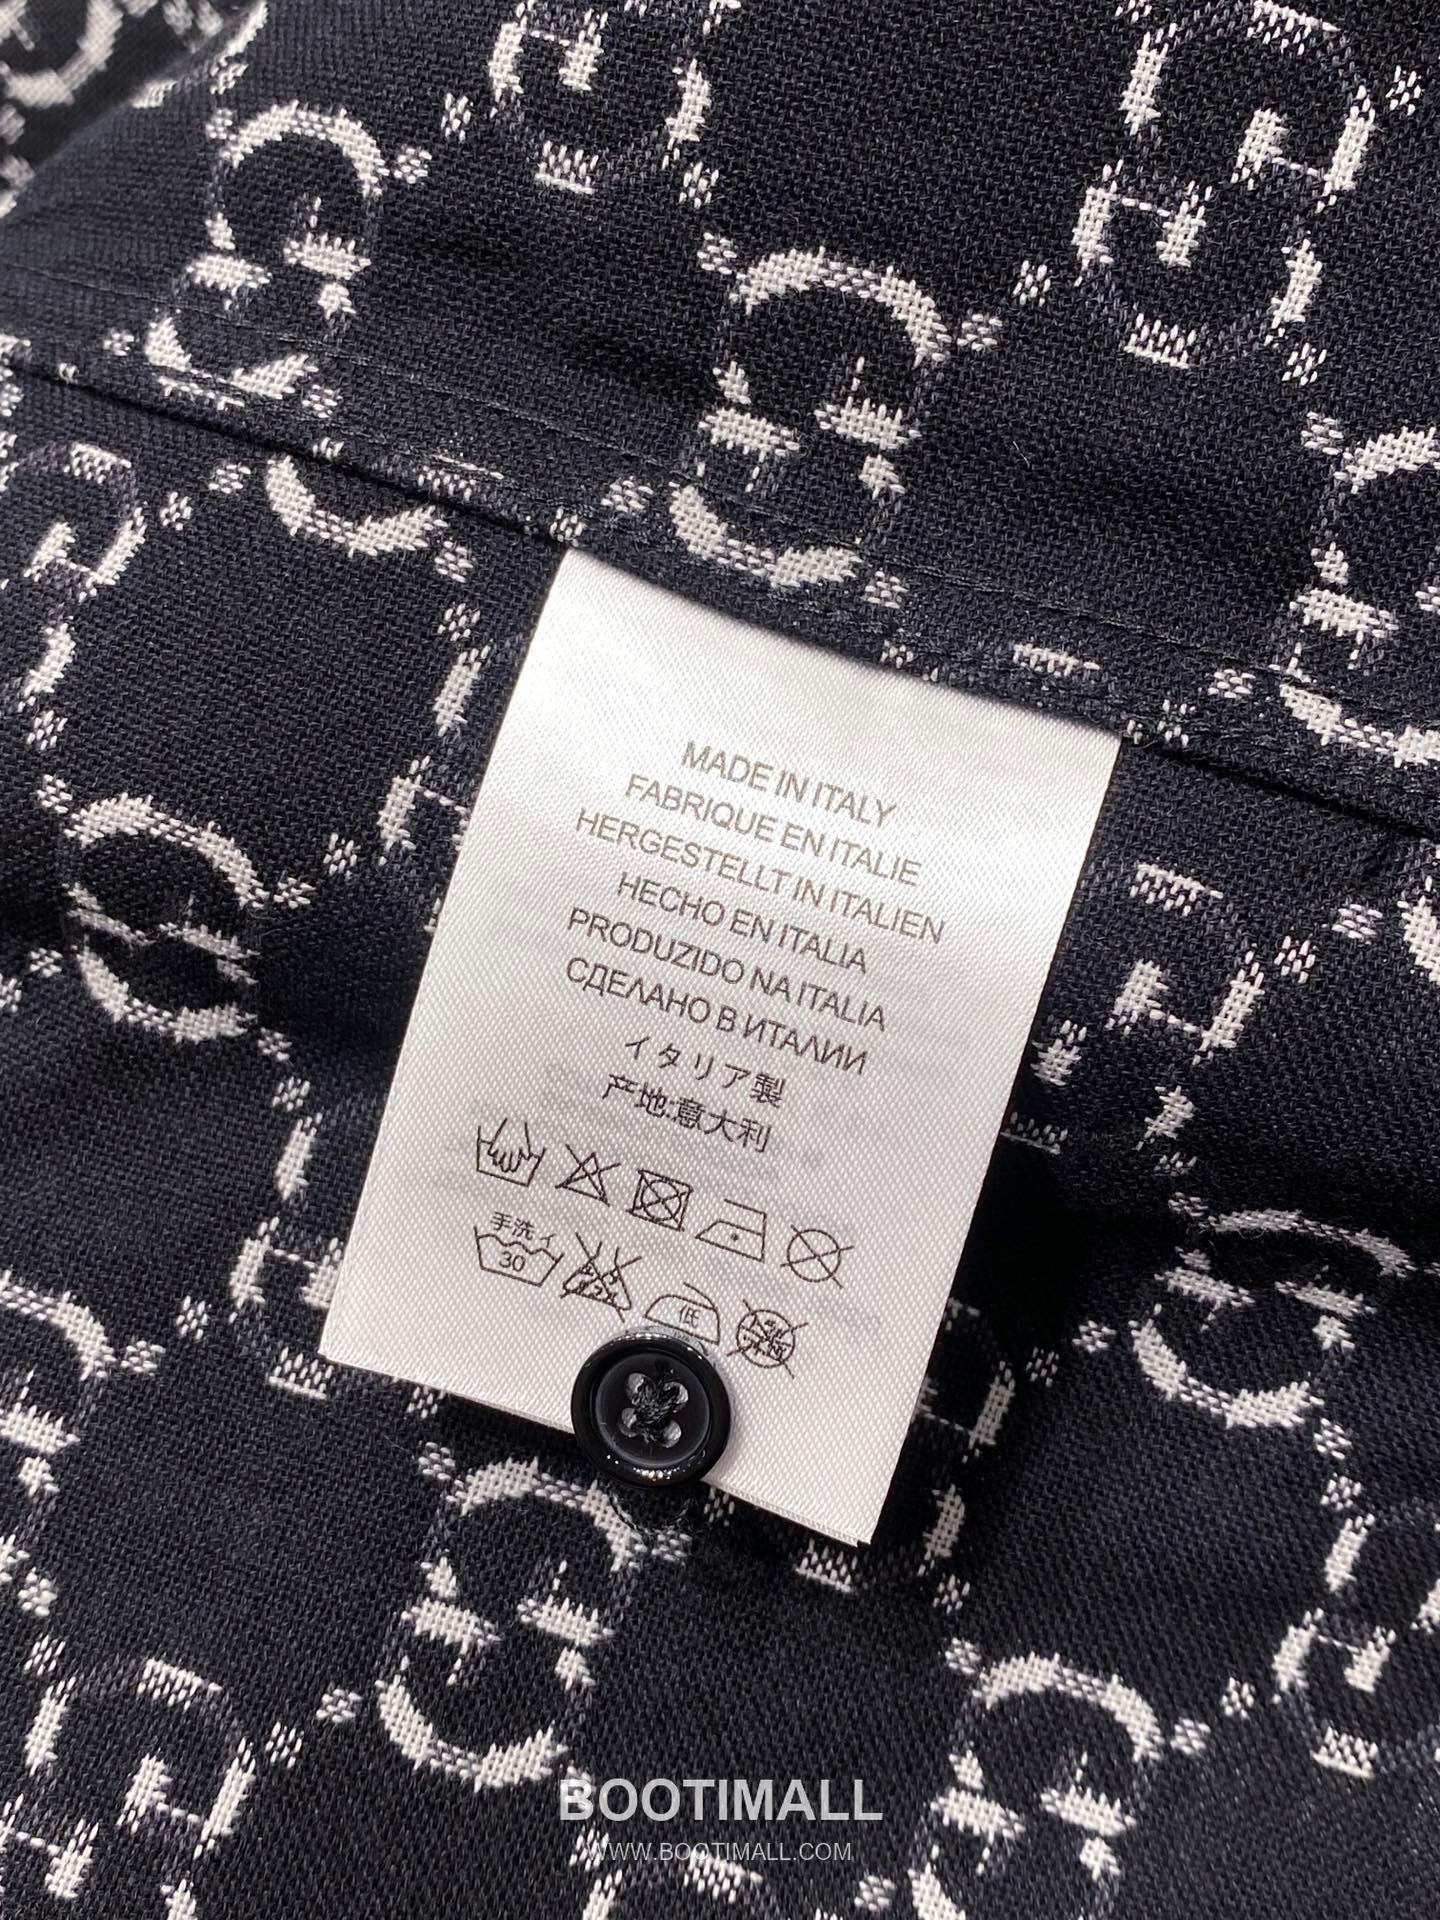 MADE IN ITALY
FABRIQUE EN ITALIE
HERGESTELLT IN ITALIEN
HECHO EN ITALIA
PRODUZIDO NA ITALIA
СДЕЛАНО В ИТАЛИИ
イタリア製
产地:意大利
手洗イ
30
低
BOOTIMALL
WWW.BOOTIMALL.COM